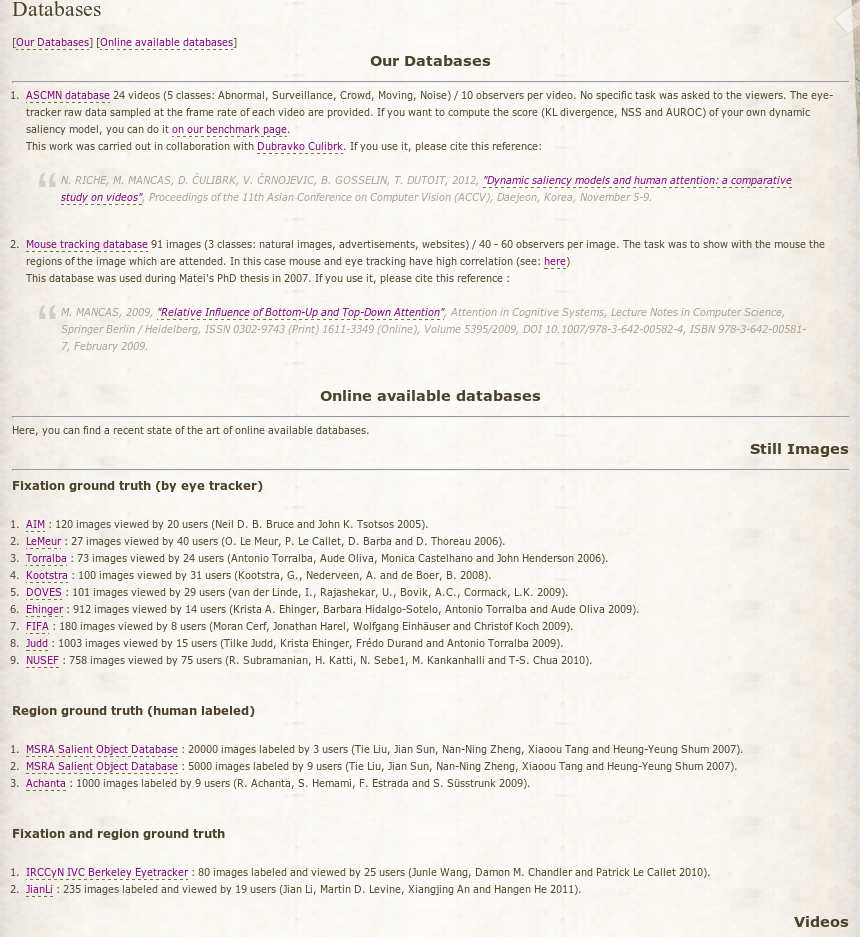 Databases
[Our Databases] [Online available databases]
Our Databases
1. ASCMN database 24 videos (5 classes: Abnormal, Surveillance, Crowd, Moving, Noise) / 10 observers per video. No specific task was asked to the viewers. The eye-
tracker raw data sampled at the frame rate of each video are provided. If you want to compute the score (KL divergence, NSS and AUROC) of your own dynamic
saliency model, you can do it on our benchmark page.
This work was carried out in collaboration with Dubravko Culibrk. If you use it, please cite this reference:
“ N. RICHE, M. MANCAS, D. ĆULIBRK, V. ĆRNOJEVIC, B. GOSSELIN, T. DUTOIT, 2012, "Dynamic saliency models and human attention: a comparative
study on videos", Proceedings of the 11th Asian Conference on Computer Vision (ACCV), Daejeon, Korea, November 5-9.
2. Mouse tracking database 91 images (3 classes: natural images, advertisements, websites) / 40 - 60 observers per image. The task was to show with the mouse the
regions of the image which are attended. In this case mouse and eye tracking have high correlation (see: here)
This database was used during Matei's PhD thesis in 2007. If you use it, please cite this reference :
“ M. MANCAS, 2009, "Relative Influence of Bottom-Up and Top-Down Attention", Attention in Cognitive Systems, Lecture Notes in Computer Science,
Springer Berlin / Heidelberg, ISSN 0302-9743 (Print) 1611-3349 (Online), Volume 5395/2009, DOI 10.1007/978-3-642-00582-4, ISBN 978-3-642-00581-
7, February 2009.
Online available databases
Here, you can find a recent state of the art of online available databases.
Still Images
Fixation ground truth (by eye tracker)
1. AIM : 120 images viewed by 20 users (Neil D. B. Bruce and John K. Tsotsos 2005).
2. LeMeur : 27 images viewed by 40 users (O. Le Meur, P. Le Callet, D. Barba and D. Thoreau 2006).
3. Torralba : 73 images viewed by 24 users (Antonio Torralba, Aude Oliva, Monica Castelhano and John Henderson 2006).
4. Kootstra : 100 images viewed by 31 users (Kootstra, G., Nederveen, A. and de Boer, B. 2008).
5. DOVES : 101 images viewed by 29 users (van der Linde, I., Rajashekar, U., Bovik, A.C., Cormack, L.K. 2009).
6. Ehinger : 912 images viewed by 14 users (Krista A. Ehinger, Barbara Hidalgo-Sotelo, Antonio Torralba and Aude Oliva 2009).
7. FIFA : 180 images viewed by 8 users (Moran Cerf, Jonathan Harel, Wolfgang Einhäuser and Christof Koch 2009).
8. Judd : 1003 images viewed by 15 users (Tilke Judd, Krista Ehinger, Frédo Durand and Antonio Torralba 2009).
9. NUSEF : 758 images viewed by 75 users (R. Subramanian, H. Katti, N. Sebe1, M. Kankanhalli and T-S. Chua 2010).
Region ground truth (human labeled)
1. MSRA Salient Object Database : 20000 images labeled by 3 users (Tie Liu, Jian Sun, Nan-Ning Zheng, Xiaoou Tang and Heung-Yeung Shum 2007).
2. MSRA Salient Object Database : 5000 images labeled by 9 users (Tie Liu, Jian Sun, Nan-Ning Zheng, Xiaoou Tang and Heung-Yeung Shum 2007).
3. Achanta : 1000 images labeled by 9 users (R. Achanta, S. Hemami, F. Estrada and S. Süsstrunk 2009).
Fixation and region ground truth
1. IRCCyN IVC Berkeley Eyetracker : 80 images labeled and viewed by 25 users (Junle Wang, Damon M. Chandler and Patrick Le Callet 2010).
2. JianLi : 235 images labeled and viewed by 19 users (Jian Li, Martin D. Levine, Xiangjing An and Hangen He 2011).
Videos